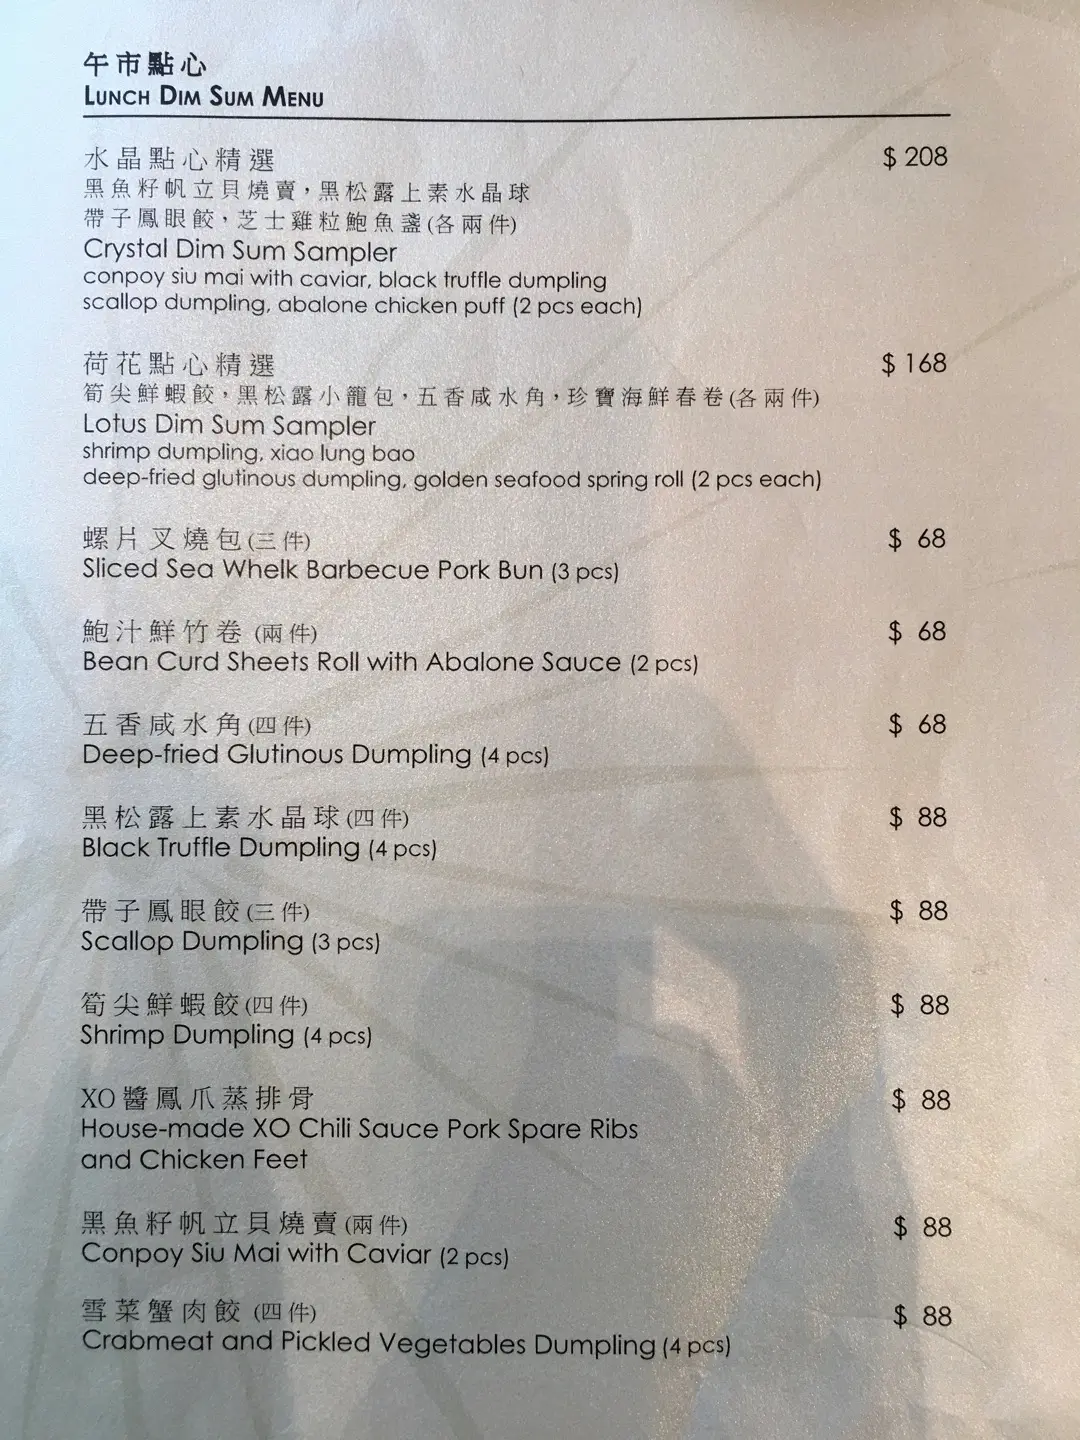 午市點心
LUNCH DIM SUM MENU
水晶點心精選 $ 208
黑魚籽帆立貝燒賣，黑松露上素水晶球
帶子鳳眼餃，芝士雞粒鮑魚盞(各兩件)
Crystal Dim Sum Sampler
conpoy siu mai with caviar, black truffle dumpling
scallop dumpling, abalone chicken puff (2 pcs each)
荷花點心精選 $ 168
筍尖鮮蝦餃，黑松露小籠包，五香咸水角，珍寶海鮮春卷(各兩件)
Lotus Dim Sum Sampler
shrimp dumpling, xiao lung bao
deep-fried glutinous dumpling, golden seafood spring roll (2 pcs each)
螺片叉燒包(三件) $ 68
Sliced Sea Whelk Barbecue Pork Bun (3 pcs)
鮑汁鮮竹卷 (兩件) $ 68
Bean Curd Sheets Roll with Abalone Sauce (2 pcs)
五香咸水角(四件) $ 68
Deep-fried Glutinous Dumpling (4 pcs)
黑松露上素水晶球(四件) $ 88
Black Truffle Dumpling (4 pcs)
帶子鳳眼餃(三件) $ 88
Scallop Dumpling (3 pcs)
筍尖鮮蝦餃(四件) $ 88
Shrimp Dumpling (4 pcs)
XO醬鳳爪蒸排骨 $ 88
House-made XO Chili Sauce Pork Spare Ribs
and Chicken Feet
黑魚籽帆立貝燒賣(兩件) $ 88
Conpoy Siu Mai with Caviar (2 pcs)
雪菜蟹肉餃 (四件) $ 88
Crabmeat and Pickled Vegetables Dumpling (4 pcs)